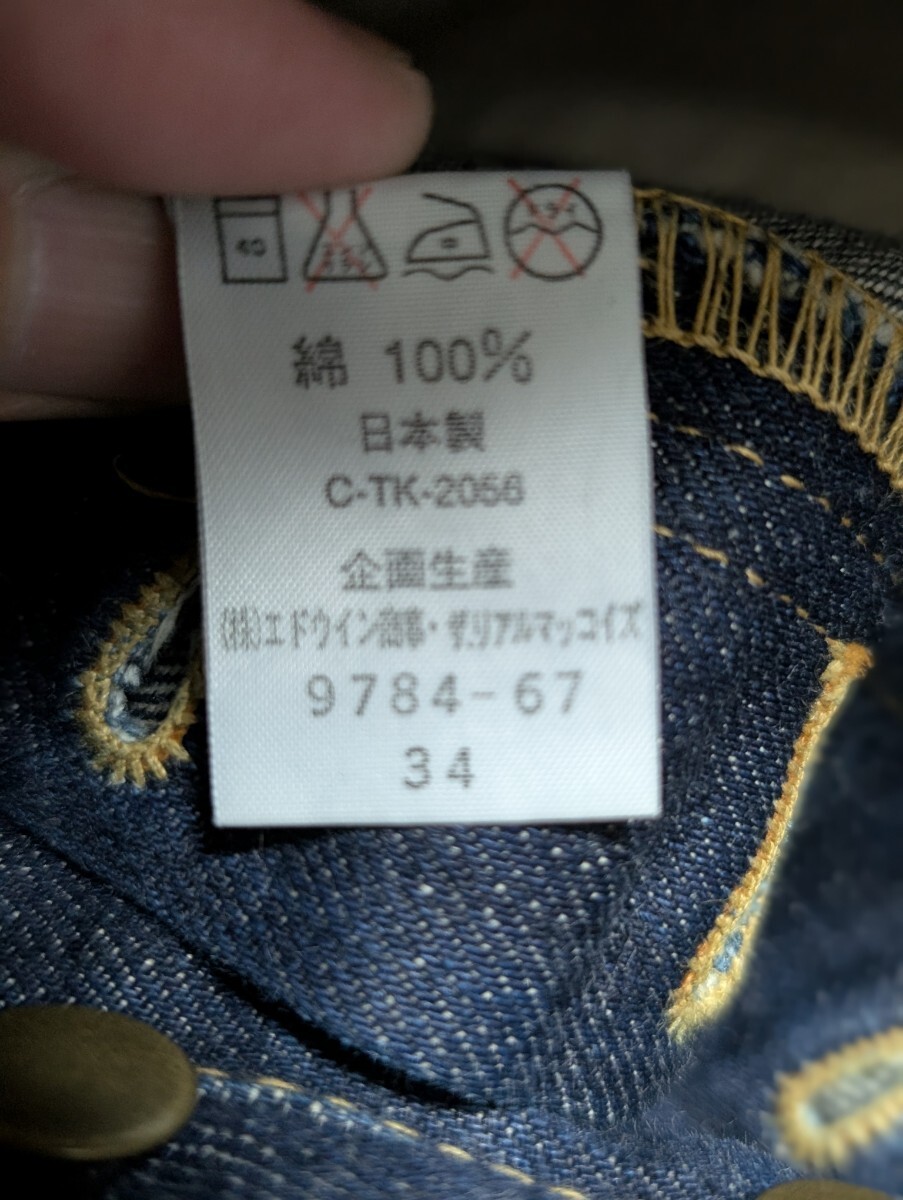 40
綿 100%
日本製
C-TK-2056
企画生産
(株)エドウイン商事・ザ.リアルマッコイズ
9784-67
34